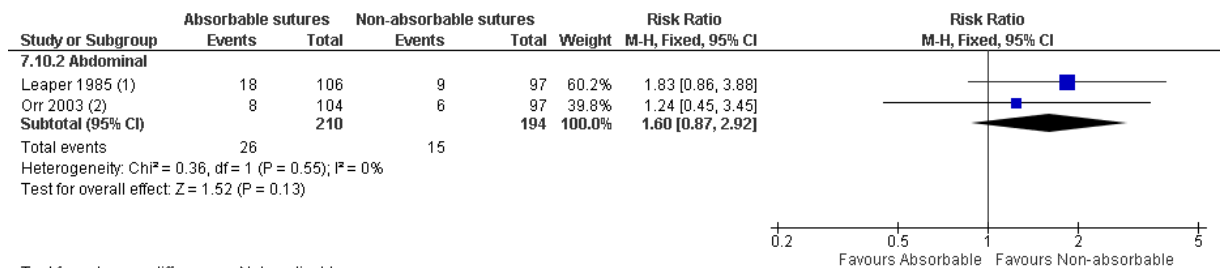 Absorbable sutures Non-absorbable sutures Risk Ratio Risk Ratio
Study or Subgroup Events Total Events Total Weight M-H, Fixed, 95% CI M-H, Fixed, 95% CI
7.10.2 Abdominal
Leaper 1985 (1) 18 106 9 97 60.2% 1.83 [0.86, 3.88]
Orr 2003 (2) 8 104 6 97 39.8% 1.24 [0.45, 3.45]
Subtotal (95% CI) 210 194 100.0% 1.60 [0.87, 2.92]
Total events 26 15
Heterogeneity: Chi² = 0.36, df = 1 (P = 0.55); I² = 0%
Test for overall effect: Z = 1.52 (P = 0.13)
0.2 0.5 1 2 5
Favours Absorbable Favours Non-absorbable